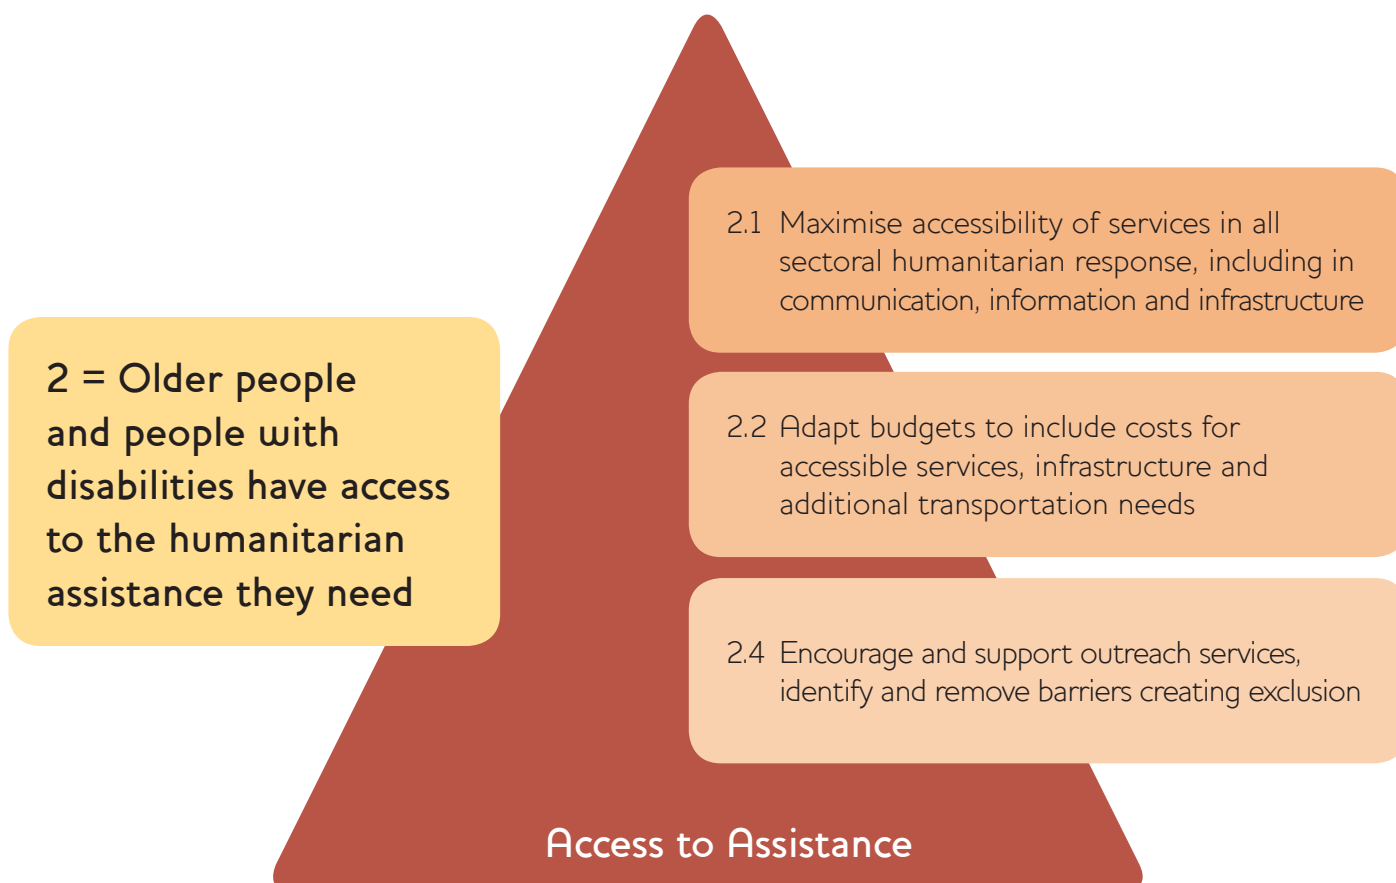 2 = Older people
and people with
disabilities have access
to the humanitarian
assistance they need
2.1 Maximise accessibility of services in all
sectoral humanitarian response, including in
communication, information and infrastructure
2.2 Adapt budgets to include costs for
accessible services, infrastructure and
additional transportation needs
2.4 Encourage and support outreach services,
identify and remove barriers creating exclusion
Access to Assistance